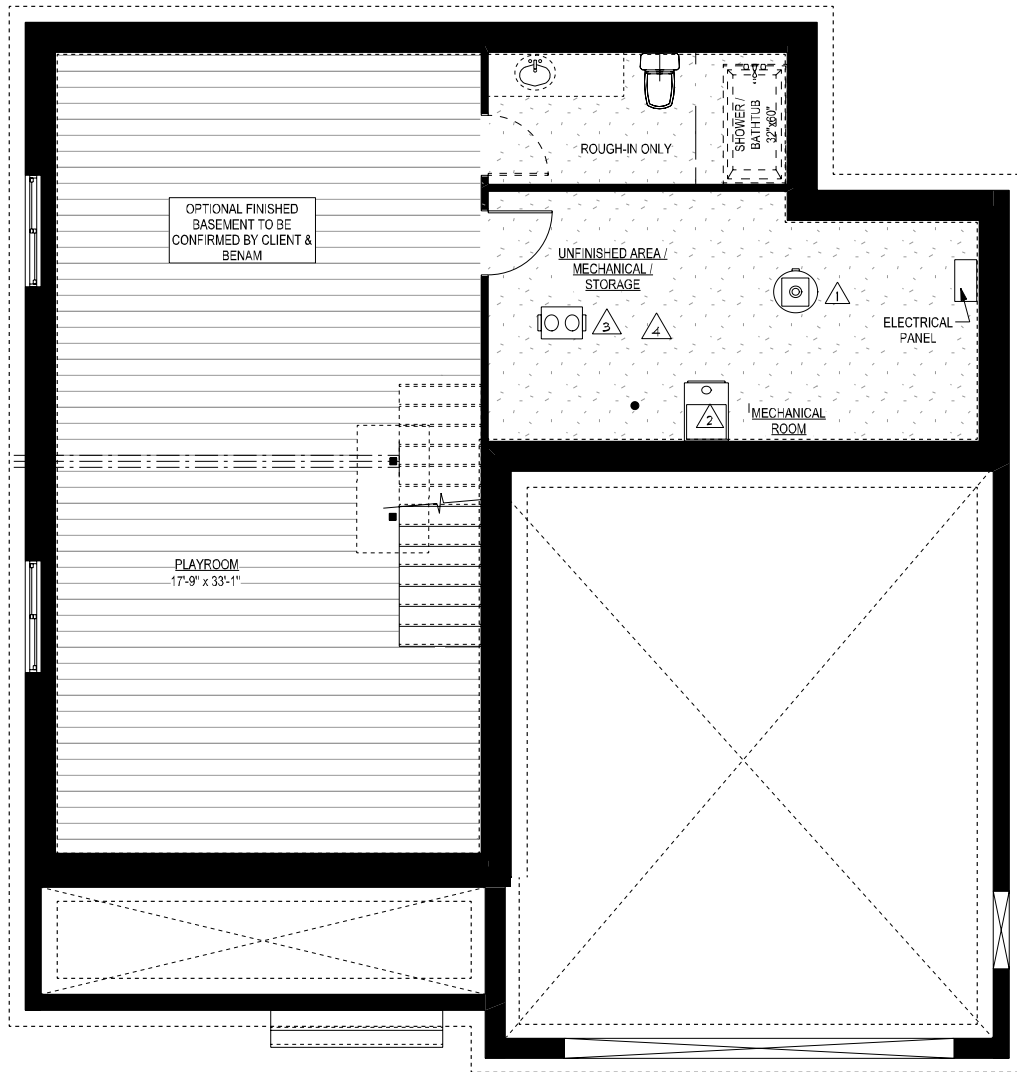 SHOWER /
BATHTUB
32"x60"
ROUGH-IN ONLY
OPTIONAL FINISHED
BASEMENT TO BE
CONFIRMED BY CLIENT &
BENAM
UNFINISHED AREA /
MECHANICAL /
STORAGE
1
3
4
ELECTRICAL
PANEL
2
MECHANICAL
ROOM
PLAYROOM
17'-9" x 33'-1"